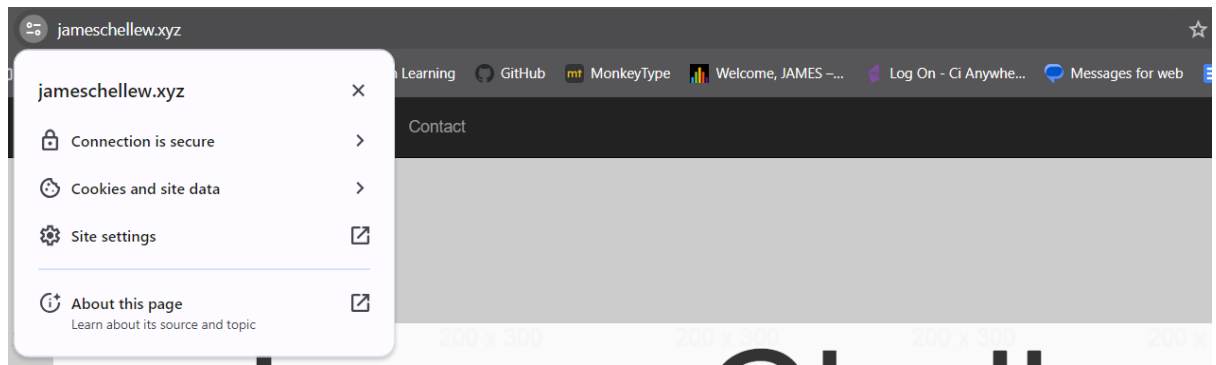 jameschellew.xyz
Learning GitHub mt MonkeyType Welcome, JAMES –... Log On - Ci Anywhe... Messages for web
jameschellew.xyz
Connection is secure
Contact
Cookies and site data
Site settings
About this page
Learn about its source and topic
200 x 300 200 x 300 200 x 300 200 x